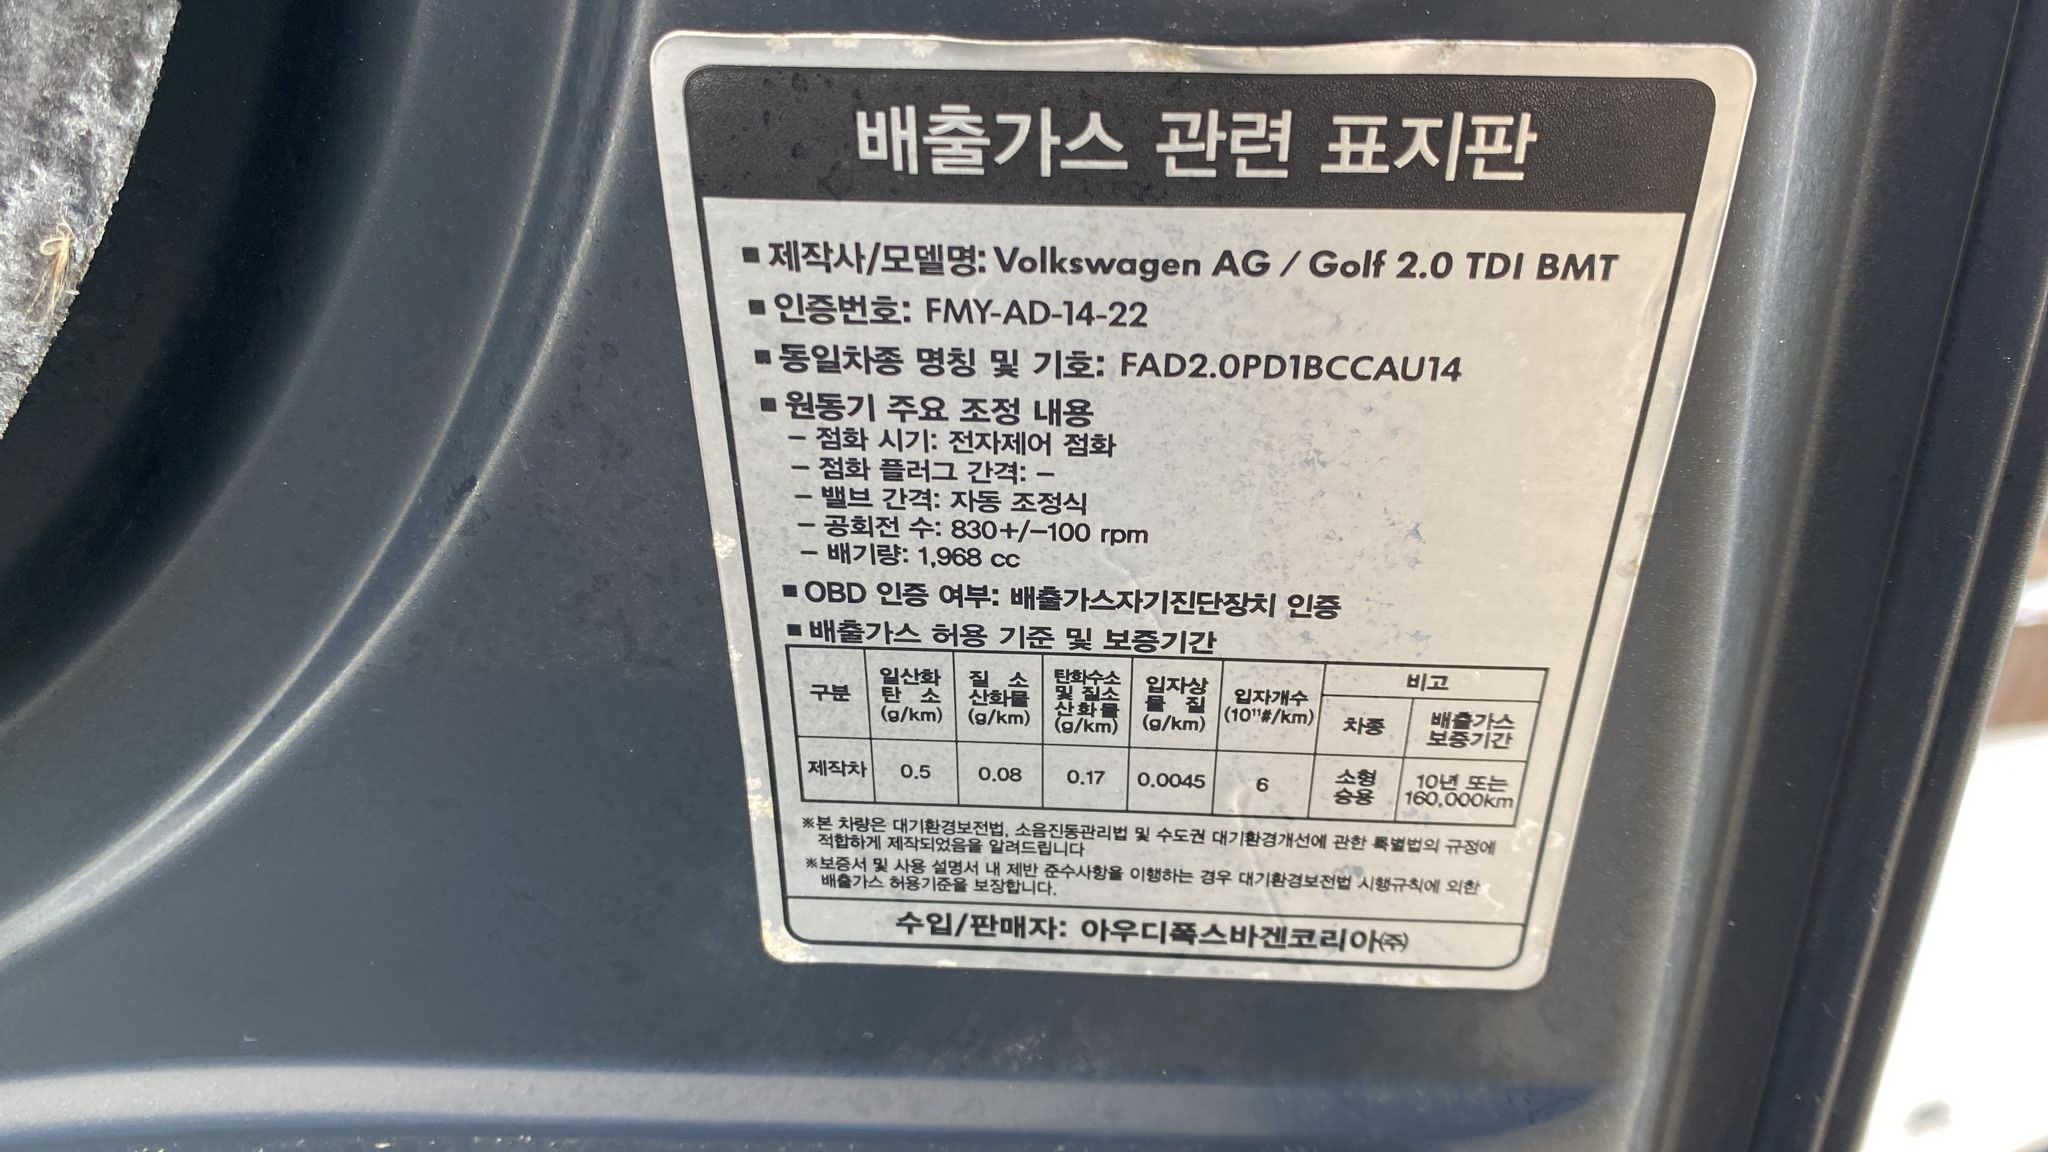 배출가스 관련 표지판
■ 제작사/모델명: Volkswagen AG / Golf 2.0 TDI BMT
■ 인증번호: FMY-AD-14-22
■ 동일차종 명칭 및 기호: FAD2.0PD1BCCAU14
■ 원동기 주요 조정 내용
– 점화 시기: 전자제어 점화
– 점화 플러그 간격: –
– 밸브 간격: 자동 조정식
– 공회전 수: 830+/–100 rpm
– 배기량: 1,968 cc
■ OBD 인증 여부: 배출가스자기진단장치 인증
■ 배출가스 허용 기준 및 보증기간
구분
일산화
탄 소
(g/km)
질 소
산화물
(g/km)
탄화수소
및 질소
산화물
(g/km)
입자상
물 질
(g/km)
입자개수
(10¹¹#/km)
비고
차종
배출가스
보증기간
제작차 0.5 0.08 0.17 0.0045 6
소형
승용
10년 또는
160,000km
※본 차량은 대기환경보전법, 소음진동관리법 및 수도권 대기환경개선에 관한 특별법의 규정에
적합하게 제작되었음을 알려드립니다
※보증서 및 사용 설명서 내 제반 준수사항을 이행하는 경우 대기환경보전법 시행규칙에 의한
배출가스 허용기준을 보장합니다.
수입/판매자: 아우디폭스바겐코리아㈜